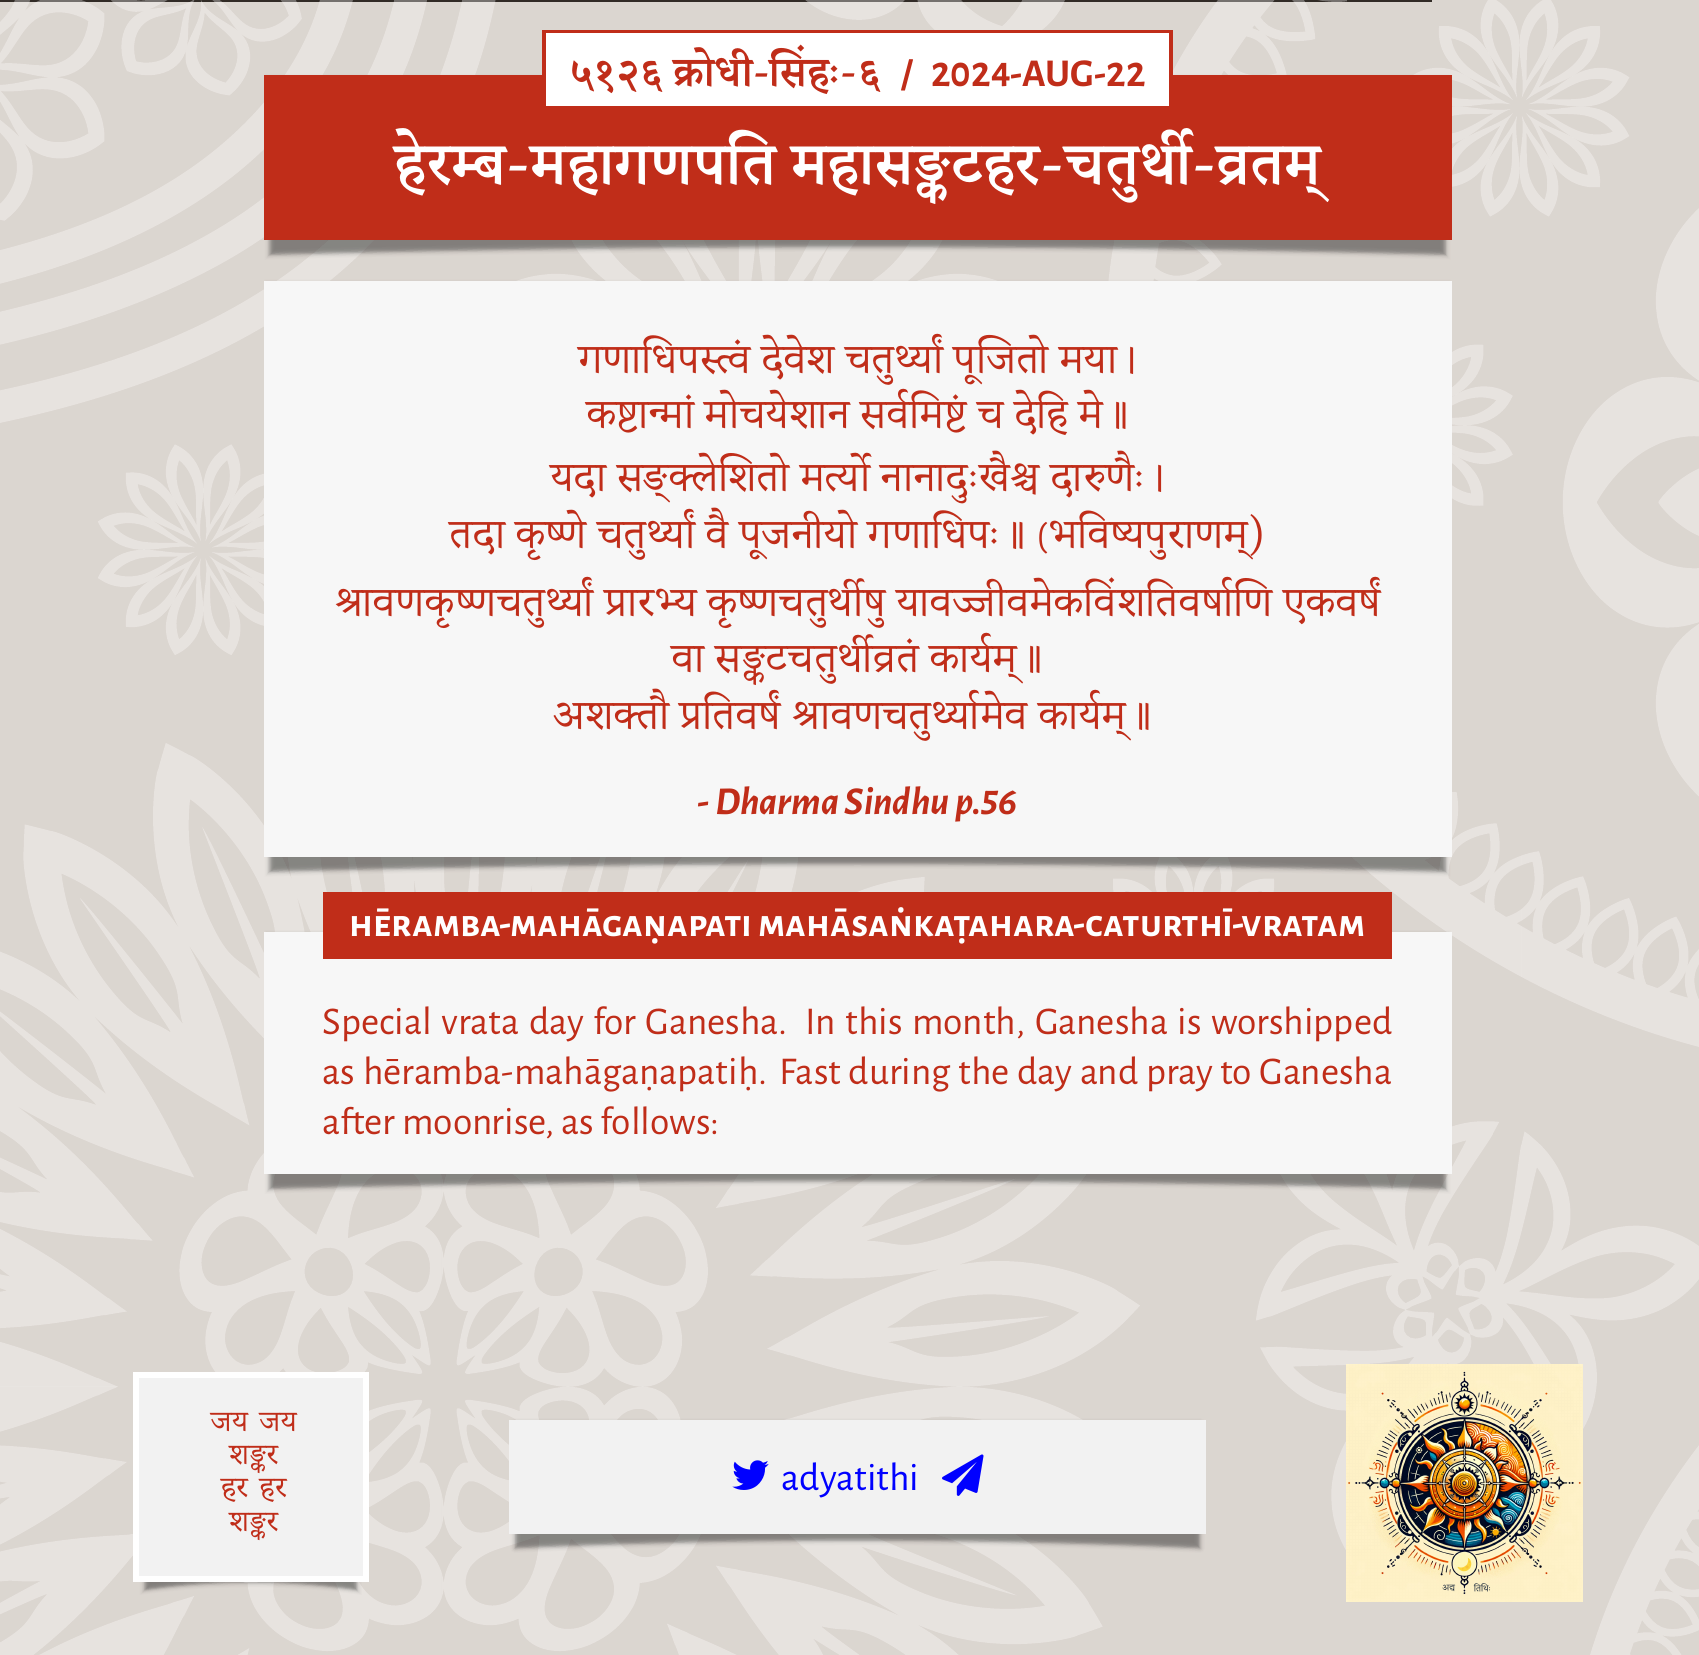 ५१२६ क्रोधी-सिंहः-६ / 2024-AUG-22
हेरम्ब-महागणपति महासङ्कटहर-चतुर्थी-व्रतम्
गणाधिपस्त्वं देवेश चतुर्थ्यां पूजितो मया।
कष्टान्मां मोचयेशान सर्वमिष्टं च देहि मे॥
यदा सङ्क्लेशितो मर्त्यो नानादुःखैश्च दारुणैः।
तदा कृष्णे चतुर्थ्यां वै पूजनीयो गणाधिपः॥ (भविष्यपुराणम्)
श्रावणकृष्णचतुर्थ्यां प्रारभ्य कृष्णचतुर्थीषु यावज्जीवमेकविंशतिवर्षाणि एकवर्षं
वा सङ्कटचतुर्थीव्रतं कार्यम्॥
अशक्तौ प्रतिवर्षं श्रावणचतुर्थ्यामेव कार्यम्॥
- Dharma Sindhu p.56
HĒRAMBA-MAHĀGAṆAPATI MAHĀSAṄKAṬAHARA-CATURTHĪ-VRATAM
Special vrata day for Ganesha. In this month, Ganesha is worshipped
as hēramba-mahāgaṇapatiḥ. Fast during the day and pray to Ganesha
after moonrise, as follows:
जय जय
शङ्कर
हर हर
शङ्कर
adyatithi
अद्य तिथिः